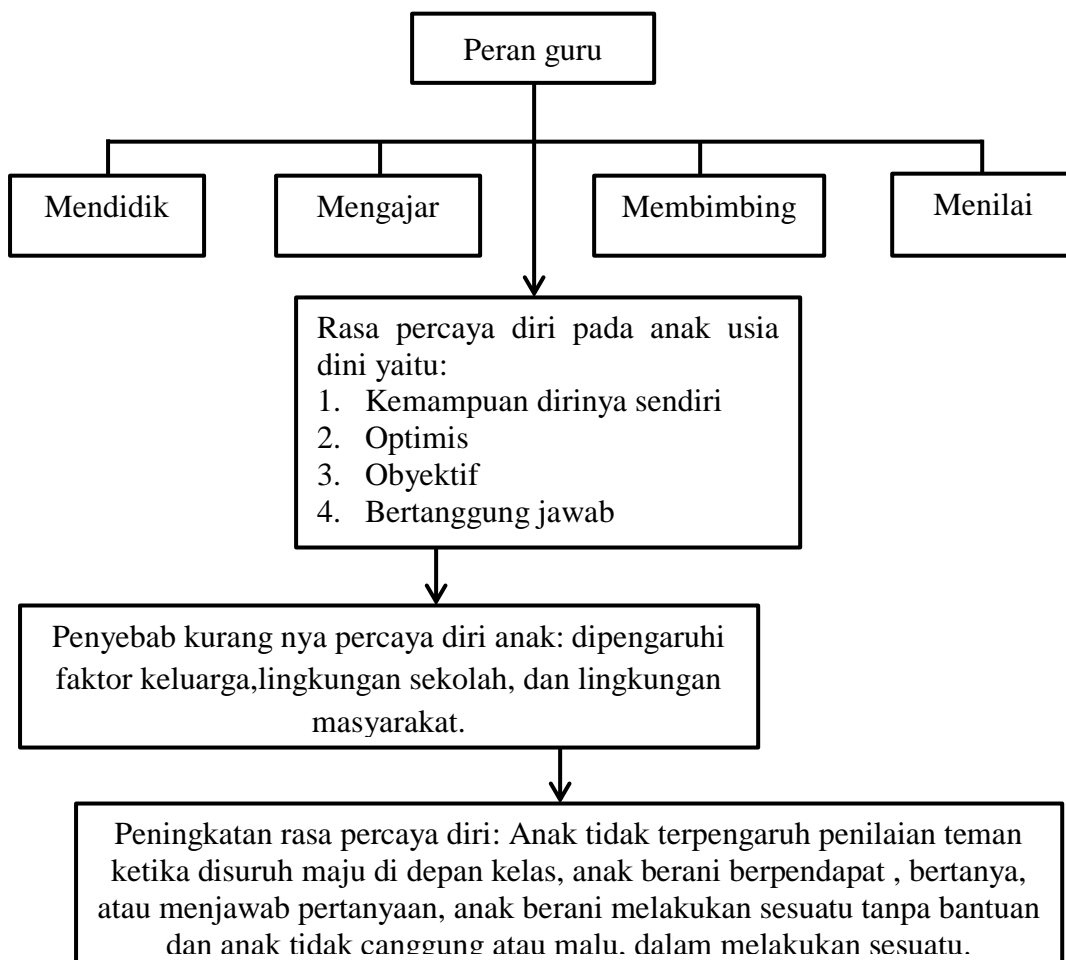 Peran guru
Mendidik
Mengajar
Membimbing
Menilai
Rasa percaya diri pada anak usia
dini yaitu:
1. Kemampuan dirinya sendiri
2. Optimis
3. Obyektif
4. Bertanggung jawab
Penyebab kurang nya percaya diri anak: dipengaruhi
faktor keluarga,lingkungan sekolah, dan lingkungan
masyarakat.
Peningkatan rasa percaya diri: Anak tidak terpengaruh penilaian teman
ketika disuruh maju di depan kelas, anak berani berpendapat , bertanya,
atau menjawab pertanyaan, anak berani melakukan sesuatu tanpa bantuan
dan anak tidak canggung atau malu, dalam melakukan sesuatu.